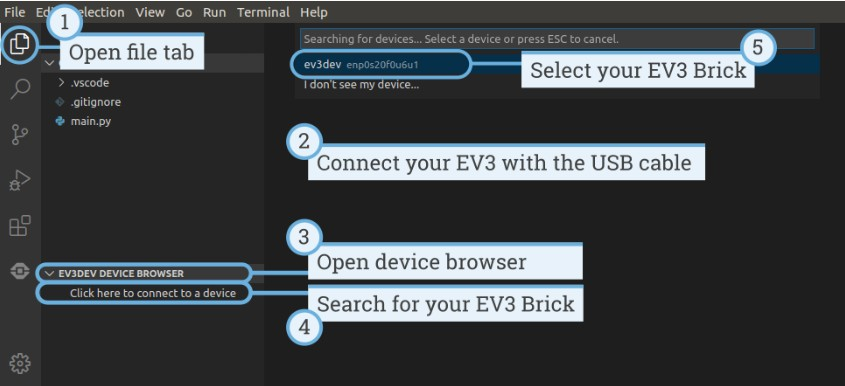 File Edit Selection View Go Run Terminal Help
1
Open file tab
Searching for devices... Select a device or press ESC to cancel.
ev3dev enp0s20f0u6u1
I don't see my device...
5
Select your EV3 Brick
.vscode
.gitignore
main.py
2
Connect your EV3 with the USB cable
3
Open device browser
EV3DEV DEVICE BROWSER
Click here to connect to a device
Search for your EV3 Brick
4